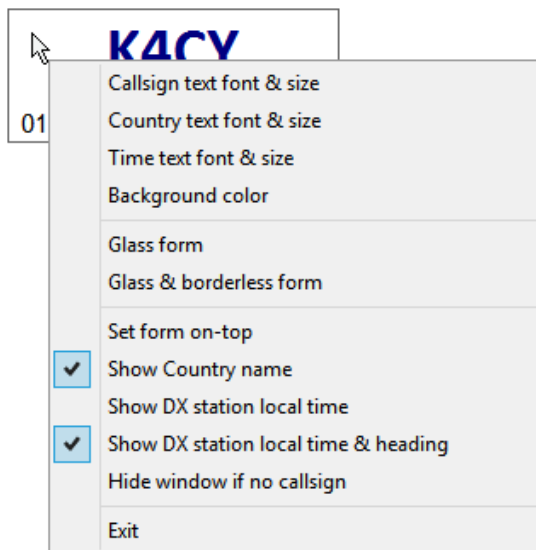 K4CY
01
Callsign text font & size
Country text font & size
Time text font & size
Background color
Glass form
Glass & borderless form
Set form on-top
Show Country name
Show DX station local time
Show DX station local time & heading
Hide window if no callsign
Exit